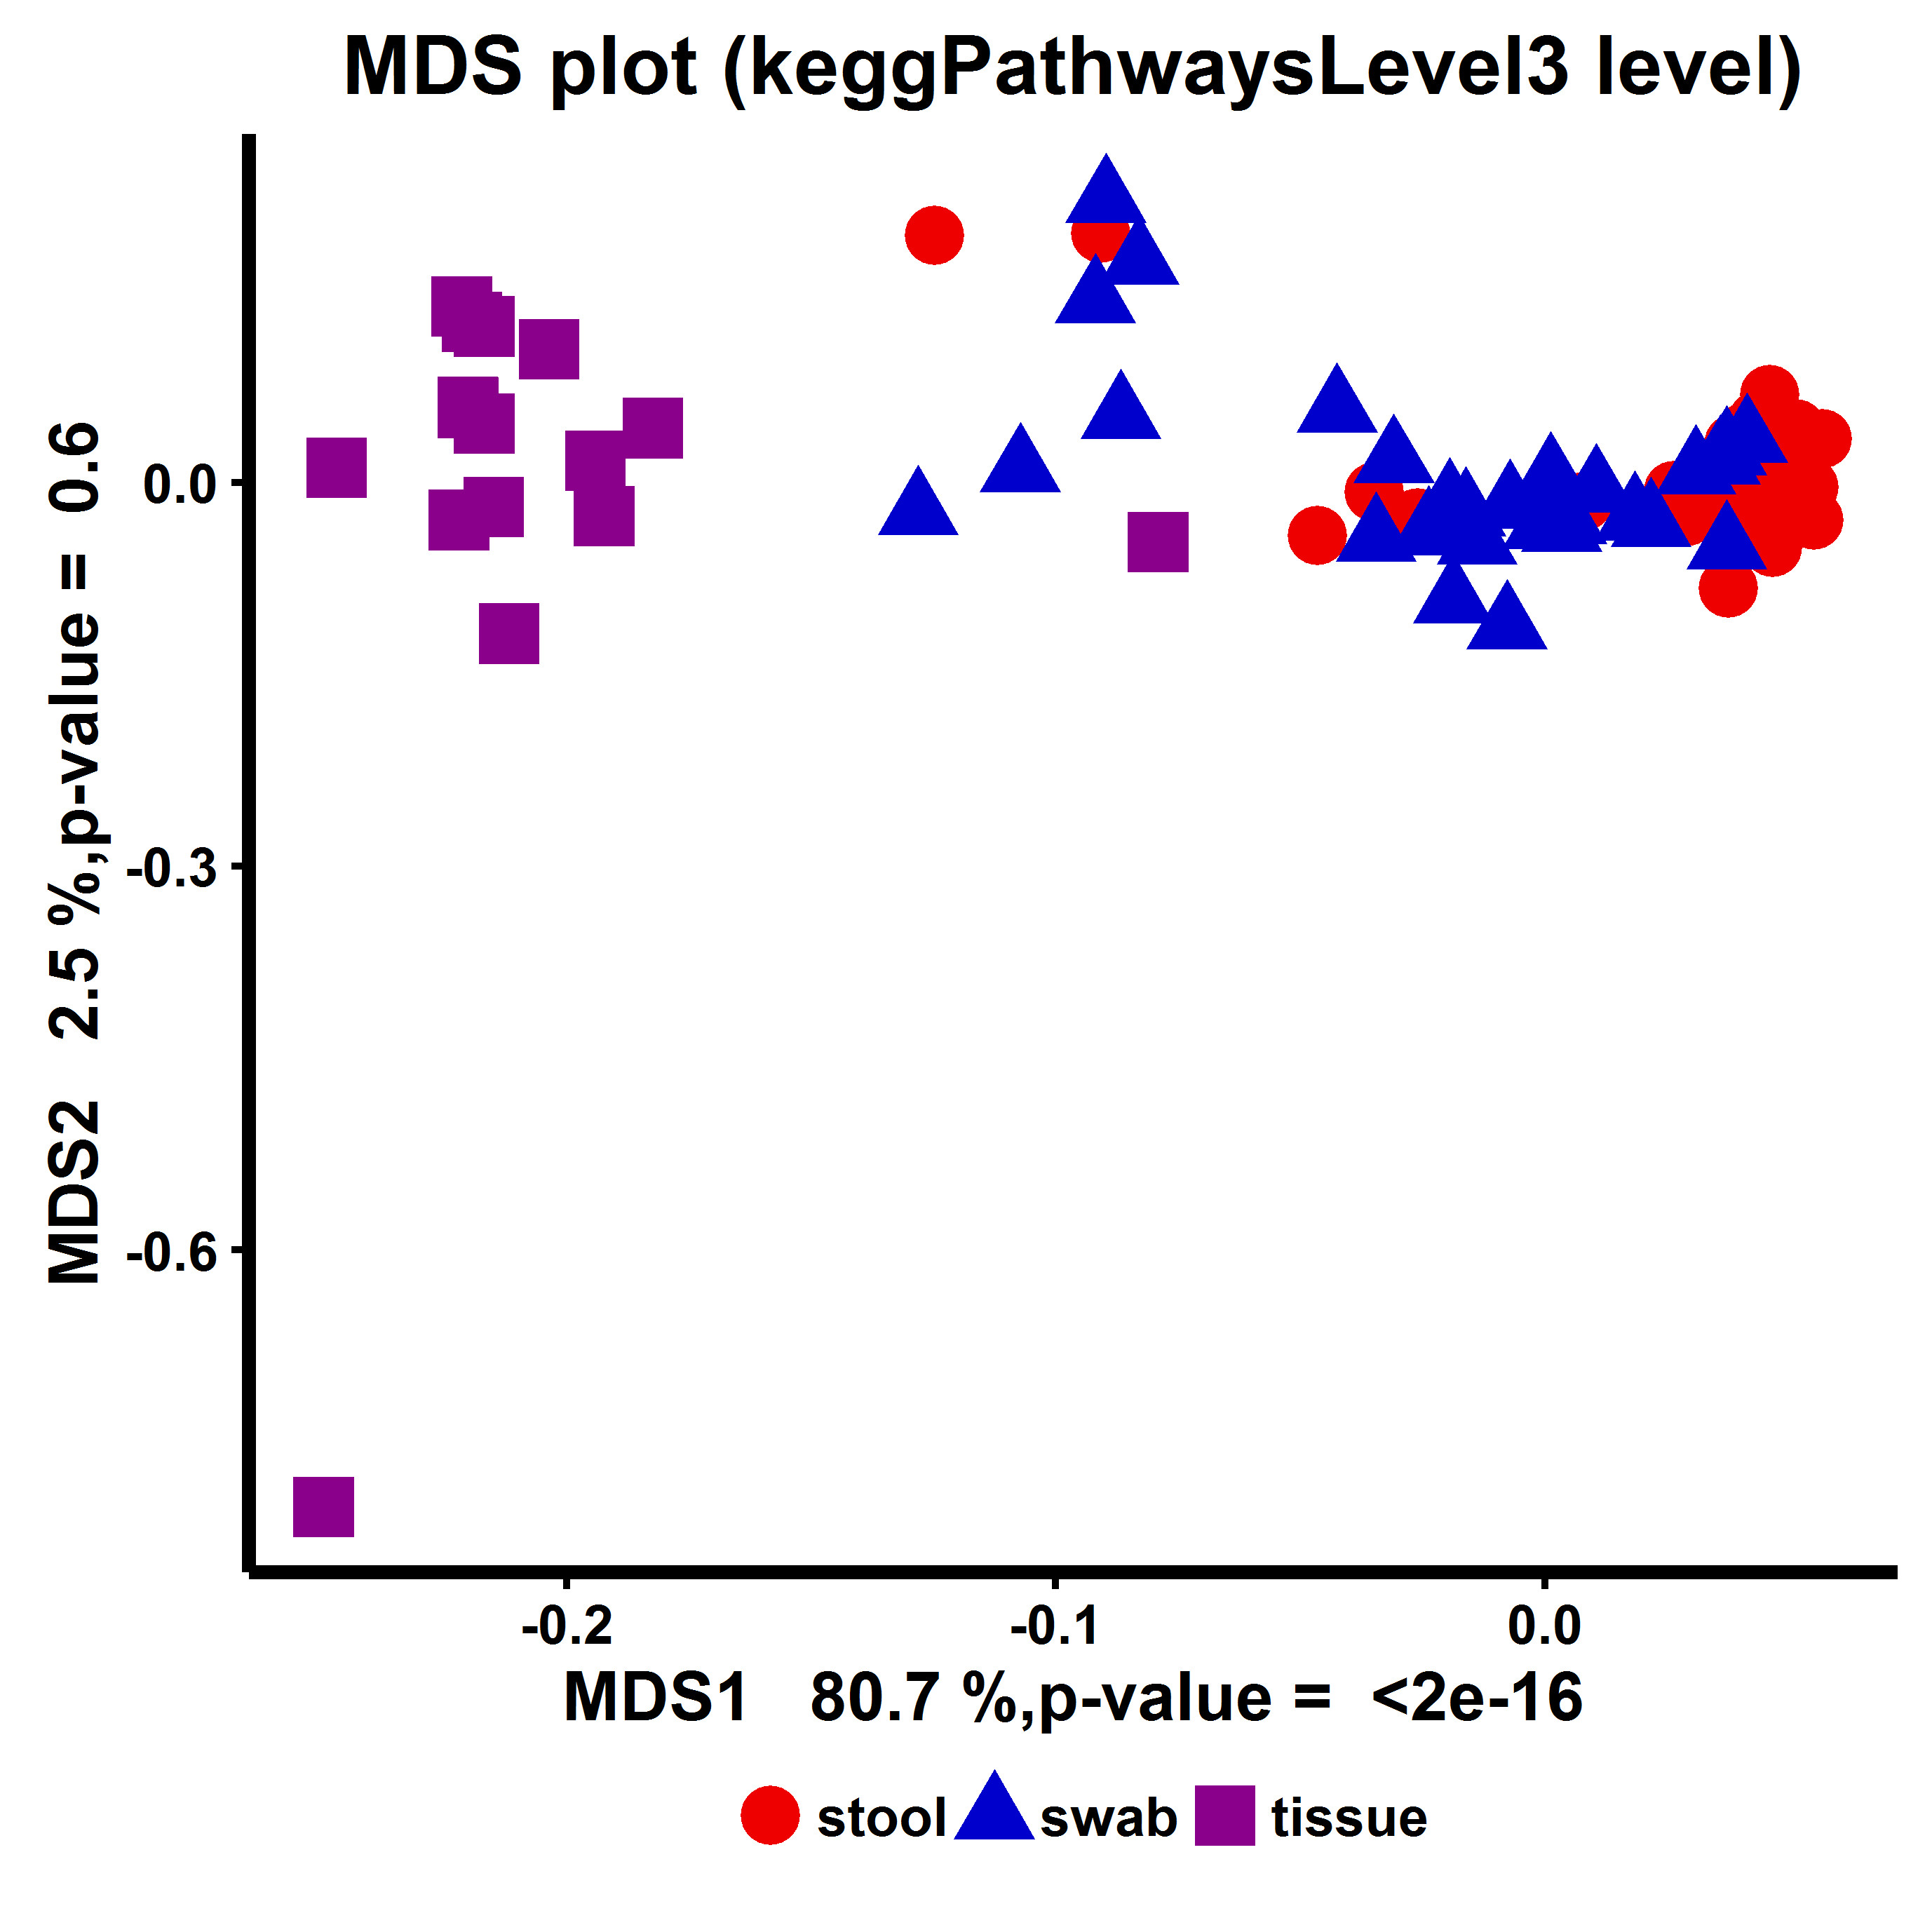 MDS plot (keggPathwaysLevel3 level)
MDS2 2.5 %,p-value = 0.6
0.0
-0.3
-0.6
-0.2
-0.1
0.0
MDS1 80.7 %,p-value = <2e-16
stool swab tissue